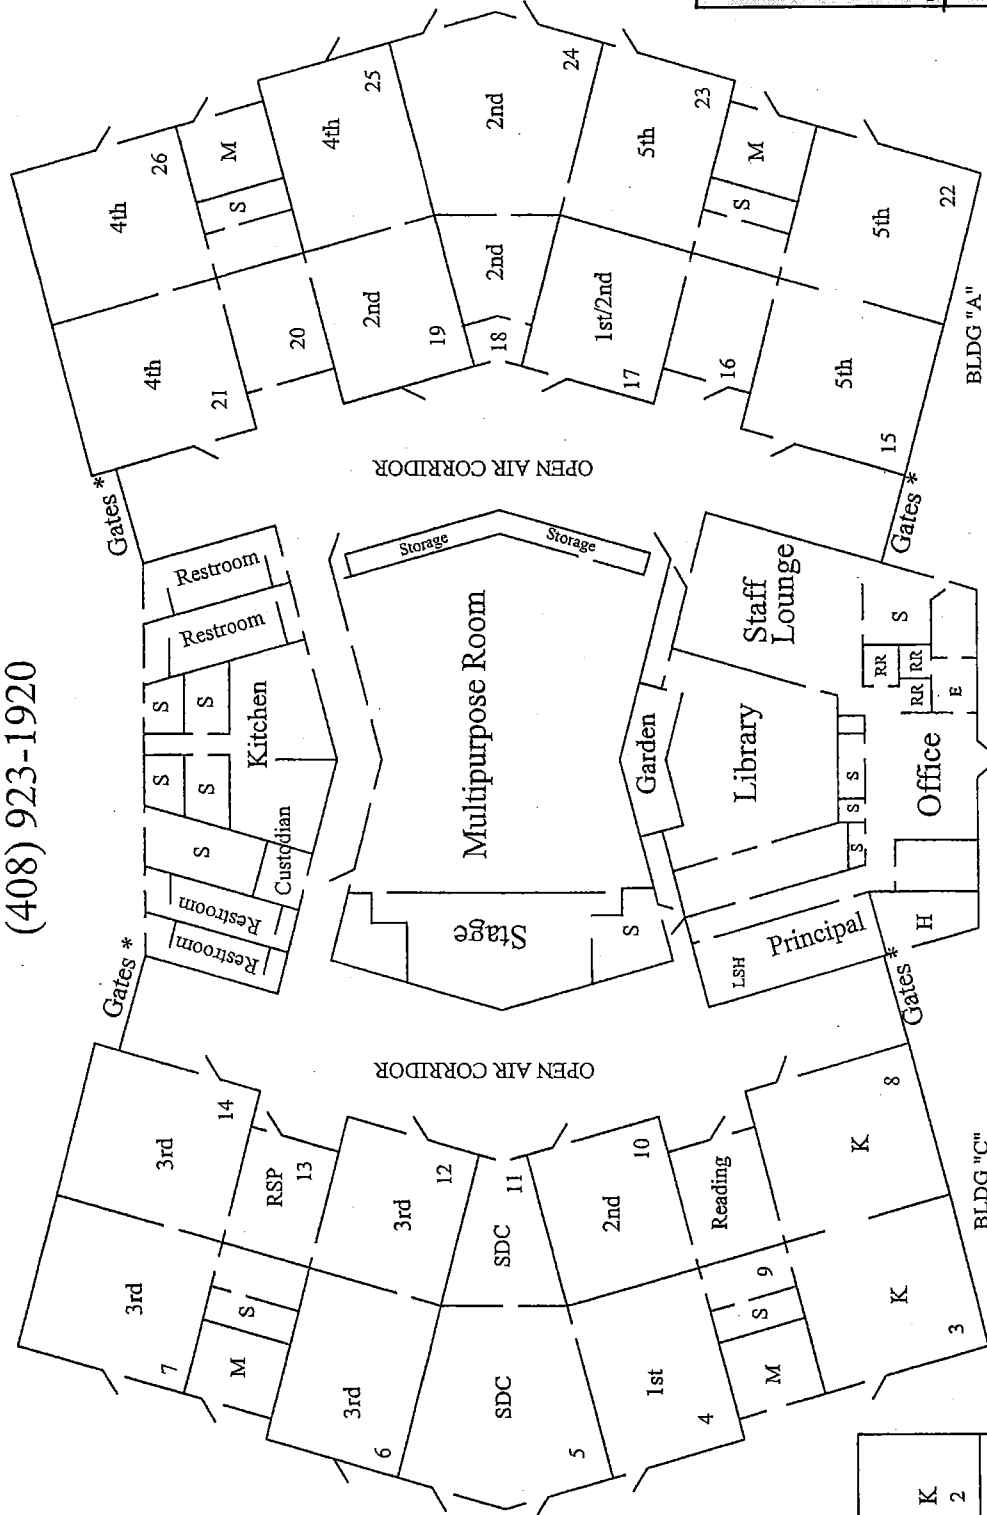 (408) 923-1920
Gates *
Gates *
7
3rd
3rd
14
M
S
RSP
13
6
3rd
3rd
12
5
SDC
SDC
11
4
1st
2nd
10
M
S
9
Reading
3
K
K
8
BLDG "C"
K
2
OPEN AIR CORRIDOR
Restroom
Restroom
S
Custodian
S
S
Kitchen
S
S
Restroom
Restroom
Stage
S
Multipurpose Room
Storage
Storage
Garden
LSH
Principal
Library
Staff
Lounge
S
S
S
RR
RR
RR
S
E
H
Office
Gates *
Gates *
OPEN AIR CORRIDOR
21
4th
4th
26
20
S
M
19
2nd
4th
25
18
2nd
2nd
24
17
1st/2nd
5th
23
16
S
M
15
5th
5th
22
BLDG "A"